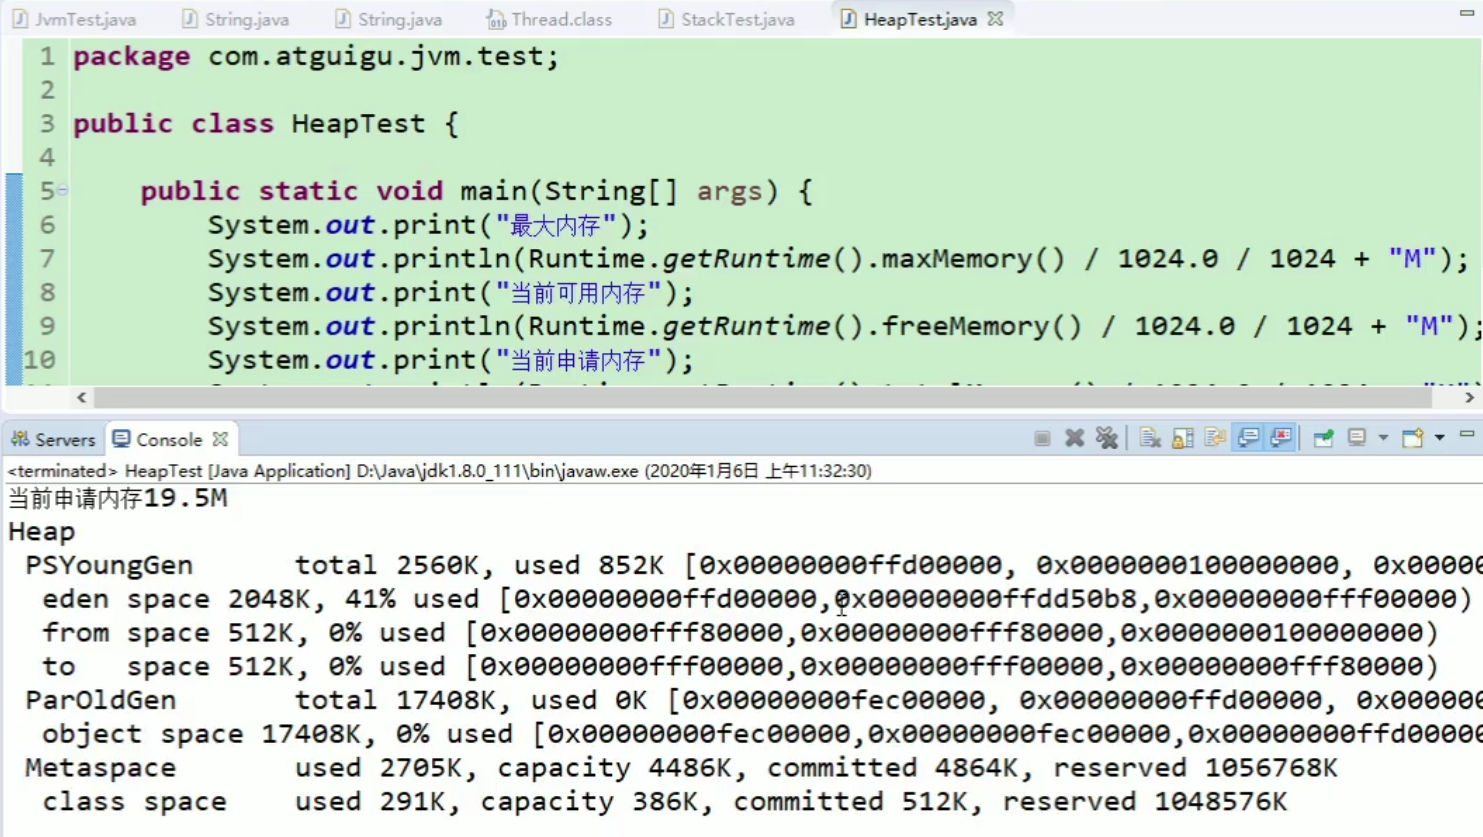 JvmTest.java String.java String.java Thread.class StackTest.java HeapTest.java
1 package com.atguigu.jvm.test;
2
3 public class HeapTest {
4
5 public static void main(String[] args) {
6 System.out.print("最大内存");
7 System.out.println(Runtime.getRuntime().maxMemory() / 1024.0 / 1024 + "M");
8 System.out.print("当前可用内存");
9 System.out.println(Runtime.getRuntime().freeMemory() / 1024.0 / 1024 + "M");
10 System.out.print("当前申请内存");
Servers Console
<terminated> HeapTest [Java Application] D:\Java\jdk1.8.0_111\bin\javaw.exe (2020年1月6日 上午11:32:30)
当前申请内存19.5M
Heap
PSYoungGen total 2560K, used 852K [0x00000000ffd00000, 0x0000000100000000, 0x00000
eden space 2048K, 41% used [0x00000000ffd00000,0x00000000ffdd50b8,0x00000000fff00000)
from space 512K, 0% used [0x00000000fff80000,0x00000000fff80000,0x0000000100000000)
to space 512K, 0% used [0x00000000fff00000,0x00000000fff00000,0x00000000fff80000)
ParOldGen total 17408K, used 0K [0x00000000fec00000, 0x00000000ffd00000, 0x000000
object space 17408K, 0% used [0x00000000fec00000,0x00000000fec00000,0x00000000ffd00000
Metaspace used 2705K, capacity 4486K, committed 4864K, reserved 1056768K
class space used 291K, capacity 386K, committed 512K, reserved 1048576K